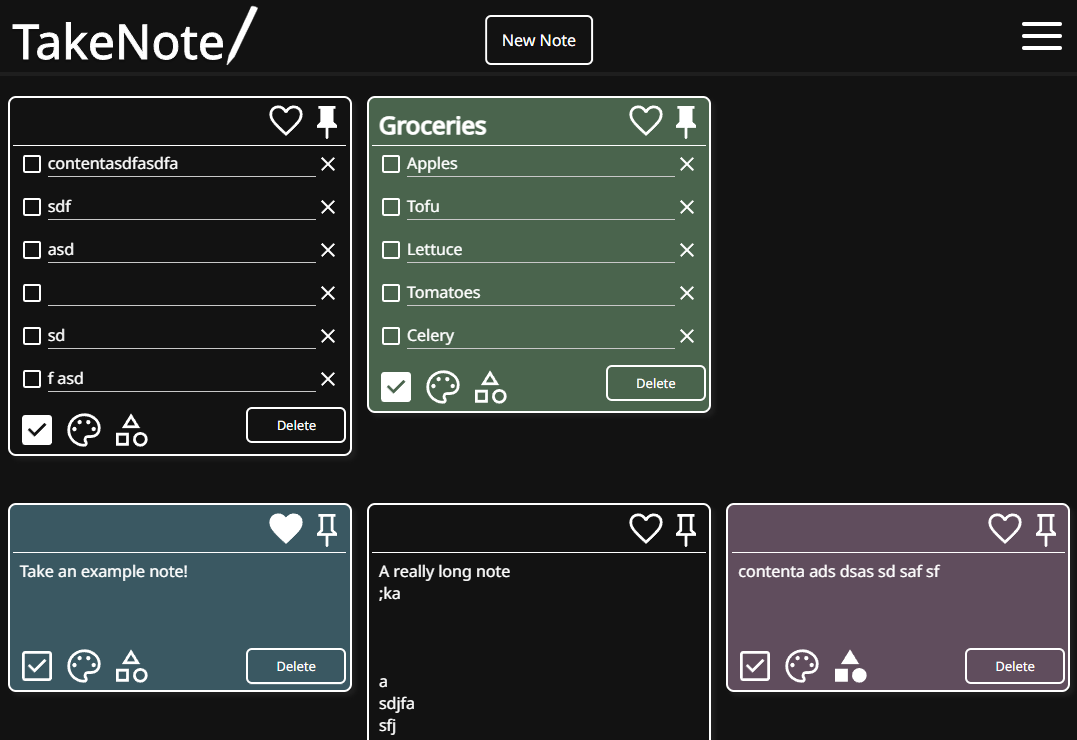 TakeNote
New Note
contentasdfasdfa
sdf
asd
sd
f asd
Delete
Groceries
Apples
Tofu
Lettuce
Tomatoes
Celery
Delete
Take an example note!
Delete
A really long note
;ka
a
sdjfa
sfj
contenta ads dsas sd saf sf
Delete